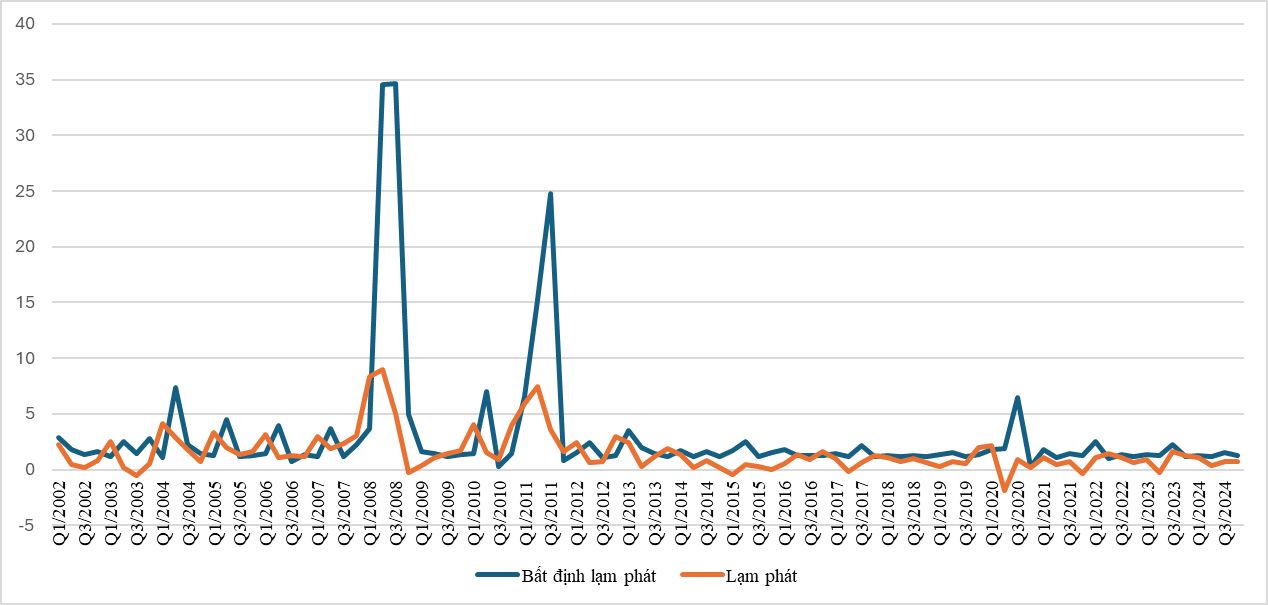 40
35
30
25
20
15
10
5
0
-5
Q1/2002
Q3/2002
Q1/2003
Q3/2003
Q1/2004
Q3/2004
Q1/2005
Q3/2005
Q1/2006
Q3/2006
Q1/2007
Q3/2007
Q1/2008
Q3/2008
Q1/2009
Q3/2009
Q1/2010
Q3/2010
Q1/2011
Q3/2011
Q1/2012
Q3/2012
Q1/2013
Q3/2013
Q1/2014
Q3/2014
Q1/2015
Q3/2015
Q1/2016
Q3/2016
Q1/2017
Q3/2017
Q1/2018
Q3/2018
Q1/2019
Q3/2019
Q1/2020
Q3/2020
Q1/2021
Q3/2021
Q1/2022
Q3/2022
Q1/2023
Q3/2023
Q1/2024
Q3/2024
Bất định lạm phát Lạm phát